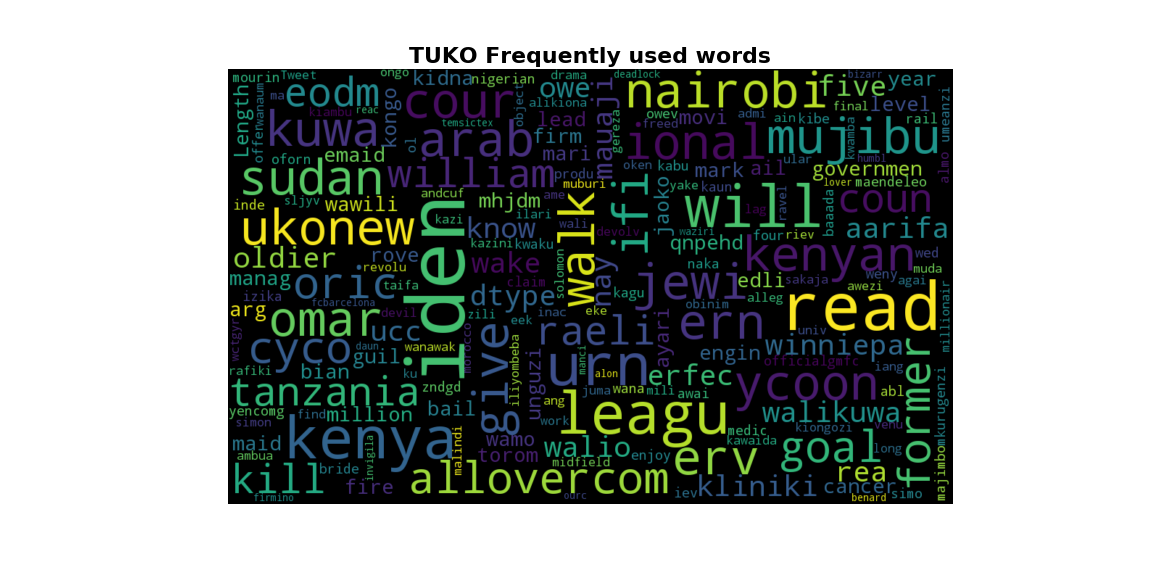 TUKO Frequently used words
mourin Tweet ongo kidna nigerian drama deadlock bizarr year
Length eodm kongo cour object owe alikiona mauaji nairobi five final level
ma kiambu reac temsictex lead owev movi admi ain kibe rail umeanzi
offer wanaum kuwa ol arab firm gereza freed ional mujibu kwamba humbl almo
oforn emaid mari produ oken kabu mark ail ular governmen
sudan william muburi yake kaun ravel lover maendeleo
inde sljyv wawili andcuf mhjdm ame ifi jaoko will lag baada coun
ukonew kazi know ilari wali devolv waziri four riev aarifa
oldier rove kazini kwaku walk qnpehd kenyan wed
manag revolu taifa iden wake claim solomon nay naka jewi edli sakaja weny agai muda
izika oric fcbarcelona dtype kagu obinim alleg awezi read millionair
arg omar devil zili eek inac eke raeli ern univ
wctgyr ucc wanawak morocco give unguzi ayari engin winniepa
cyco daun guil iliyombeba urn manci officialgmfc former
rafiki bian ku alon erfec iang
tanzania zndgd juma wana mili awai ycoon abl
yencomg find million bail ang leagu medic walikuwa mkurugenzi
simon work kiongozi venu
maid kenya malindi wamo walio enjoy kawaida goal long
ambua invigila torom midfield erv majimbo
kill bride fire allovercom iev kliniki rea cancer simo
firmino ourc benard